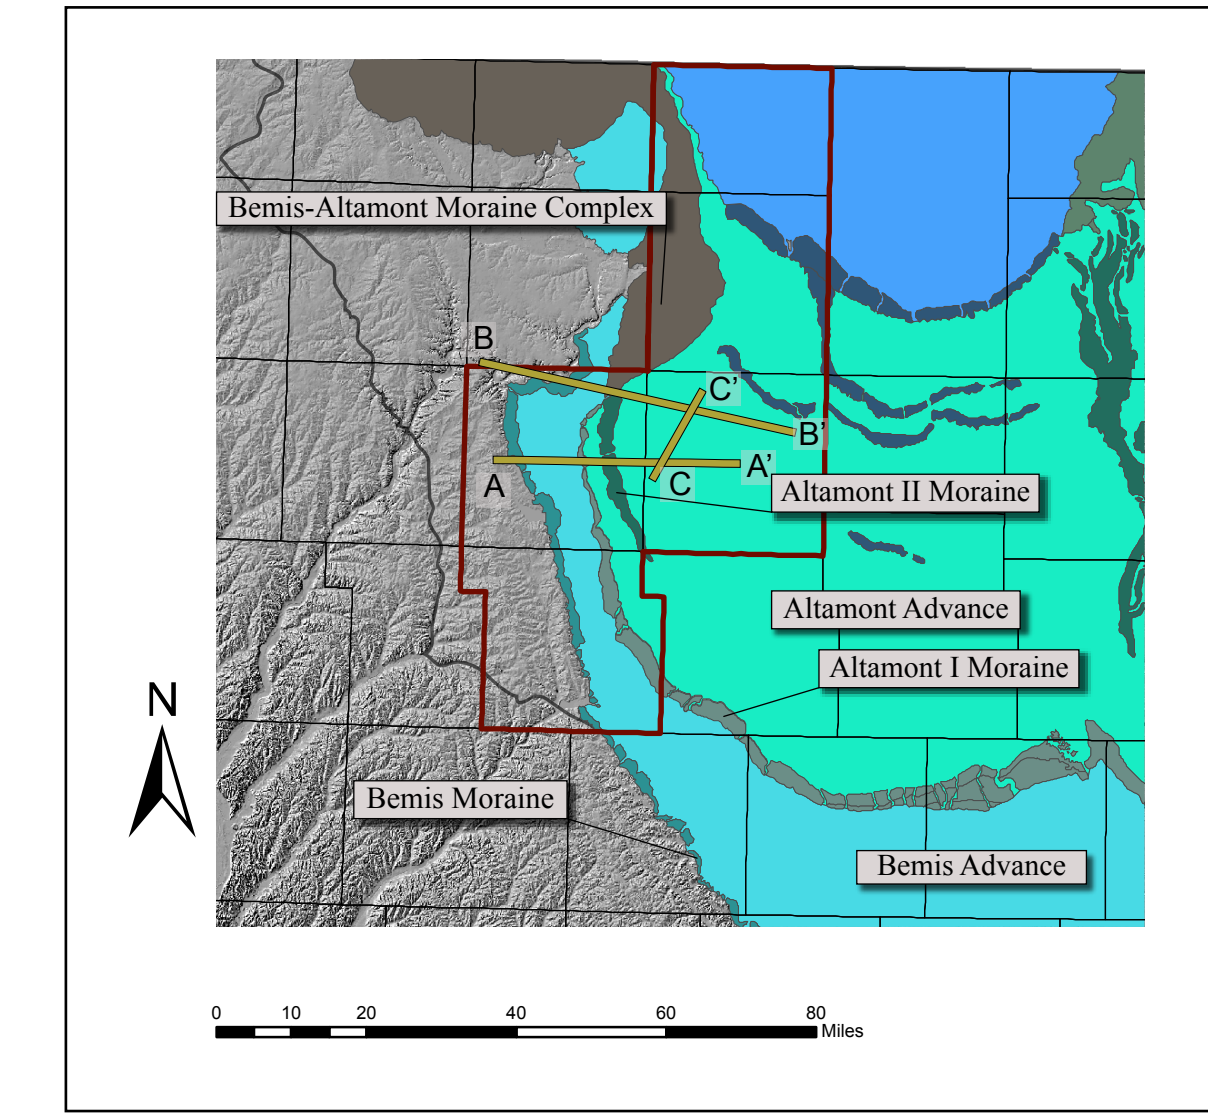 Bemis-Altamont Moraine Complex
B
C’
B’
A
C
A’
Altamont II Moraine
Altamont Advance
Altamont I Moraine
N
Bemis Moraine
Bemis Advance
0 10 20 40 60 80
Miles